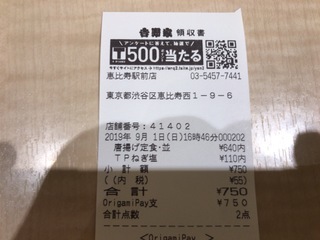 吉野家 領収書
アンケートに答えて、抽選で
T500当たる
恵比寿駅前店 03-5457-7441
東京都渋谷区恵比寿西1-9-6
店舗番号:41402
2019年 9月 1日(日)16時46分000202
唐揚げ定食・並 ¥640内
TPねぎ塩 ¥110内
小計額 ¥750
((内 ¥55)
合計 ¥750
OrigamiPay支 ¥750
合計点数 2点
<OrigamiPay>